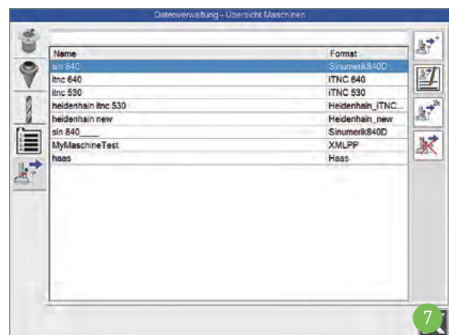 Datenverwaltung - Übersicht Maschinen
Name Format
sin 840 Sinumerik840D
itnc 640 iTNC 640
itnc 530 iTNC 530
heidenhain itnc 530 Heidenhain_iTNC...
heidenhain new Heidenhain_new
sin 840____ Sinumerik840D
MyMaschineTest XMLPP
haas Haas
7